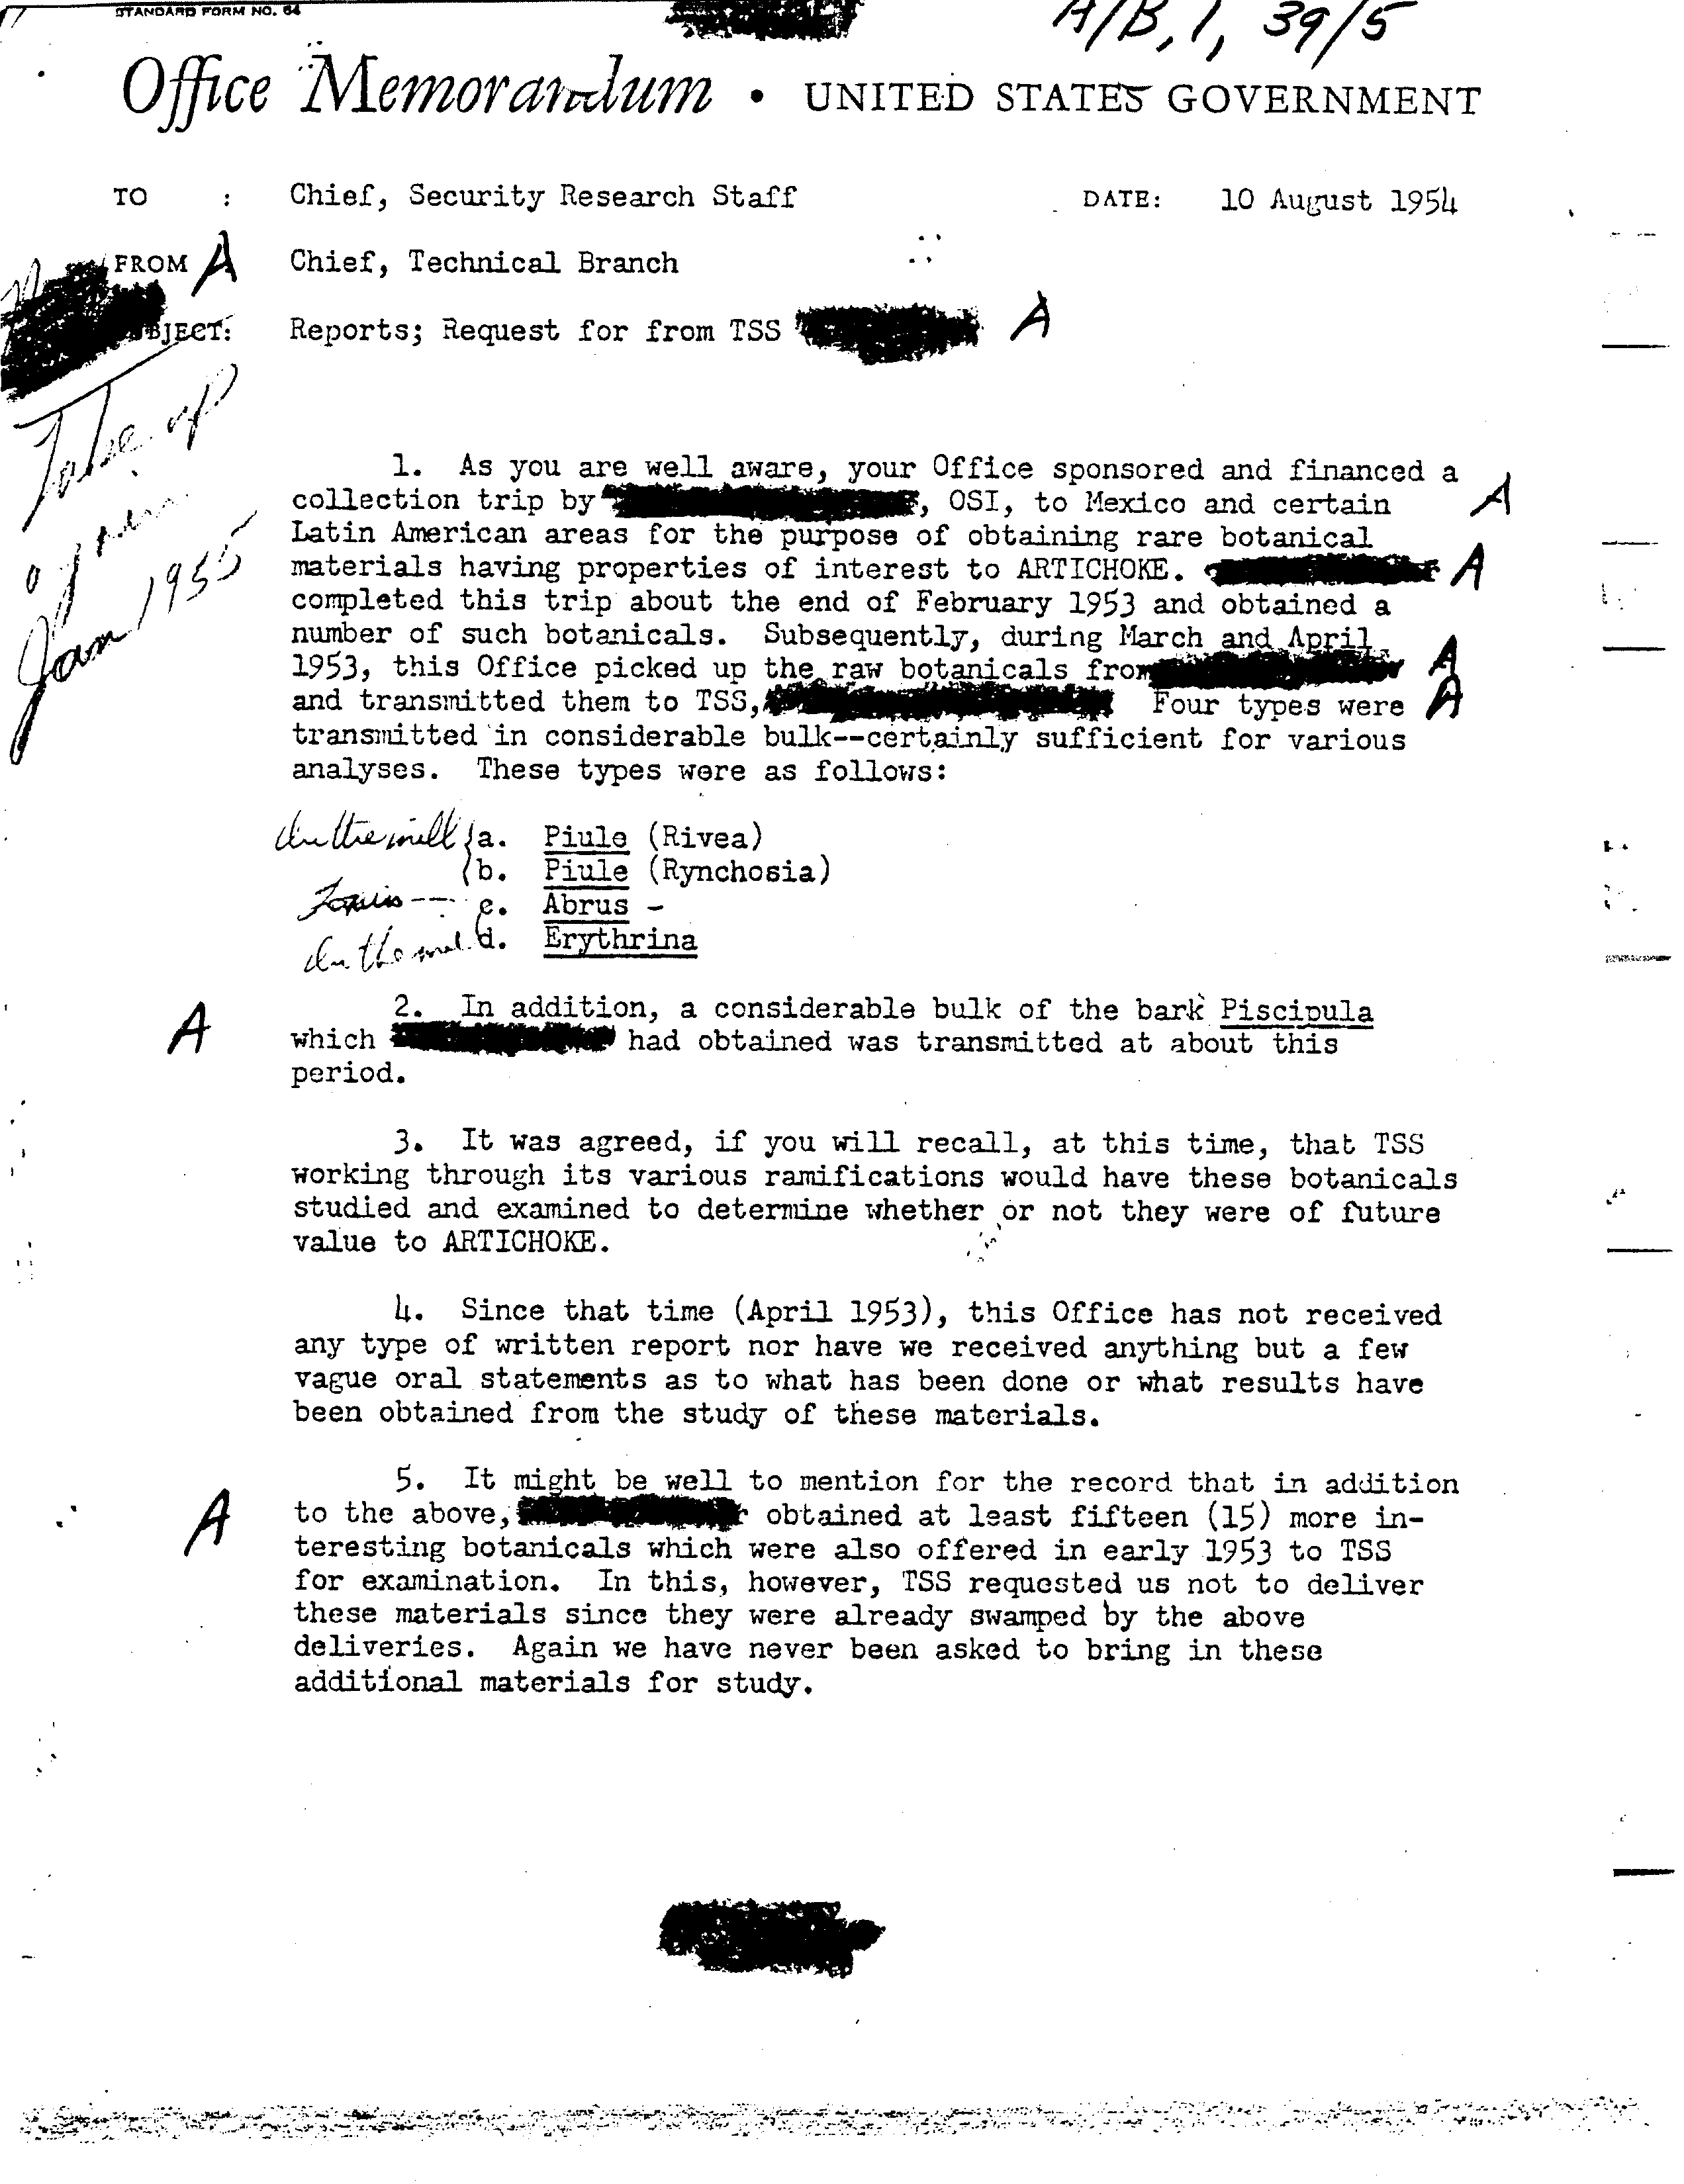 STANDARD FORM NO. 64
A/B, 1, 39/5
Office Memorandum • UNITED STATES GOVERNMENT
TO : Chief, Security Research Staff DATE: 10 August 1954
FROM A Chief, Technical Branch
BJECT: Reports; Request for from TSS A
Take up
again
Jan 1955
1. As you are well aware, your Office sponsored and financed a
collection trip by , OSI, to Mexico and certain A
Latin American areas for the purpose of obtaining rare botanical
materials having properties of interest to ARTICHOKE. A
completed this trip about the end of February 1953 and obtained a
number of such botanicals. Subsequently, during March and April
1953, this Office picked up the raw botanicals from A
and transmitted them to TSS, Four types were A
transmitted in considerable bulk--certainly sufficient for various
analyses. These types were as follows:
In the mill a. Piule (Rivea)
b. Piule (Rynchosia)
Toxic -- c. Abrus -
In the mill d. Erythrina
2. In addition, a considerable bulk of the bark Piscipula
A which had obtained was transmitted at about this
period.
3. It was agreed, if you will recall, at this time, that TSS
working through its various ramifications would have these botanicals
studied and examined to determine whether or not they were of future
value to ARTICHOKE.
4. Since that time (April 1953), this Office has not received
any type of written report nor have we received anything but a few
vague oral statements as to what has been done or what results have
been obtained from the study of these materials.
5. It might be well to mention for the record that in addition
A to the above, obtained at least fifteen (15) more in-
teresting botanicals which were also offered in early 1953 to TSS
for examination. In this, however, TSS requested us not to deliver
these materials since they were already swamped by the above
deliveries. Again we have never been asked to bring in these
additional materials for study.